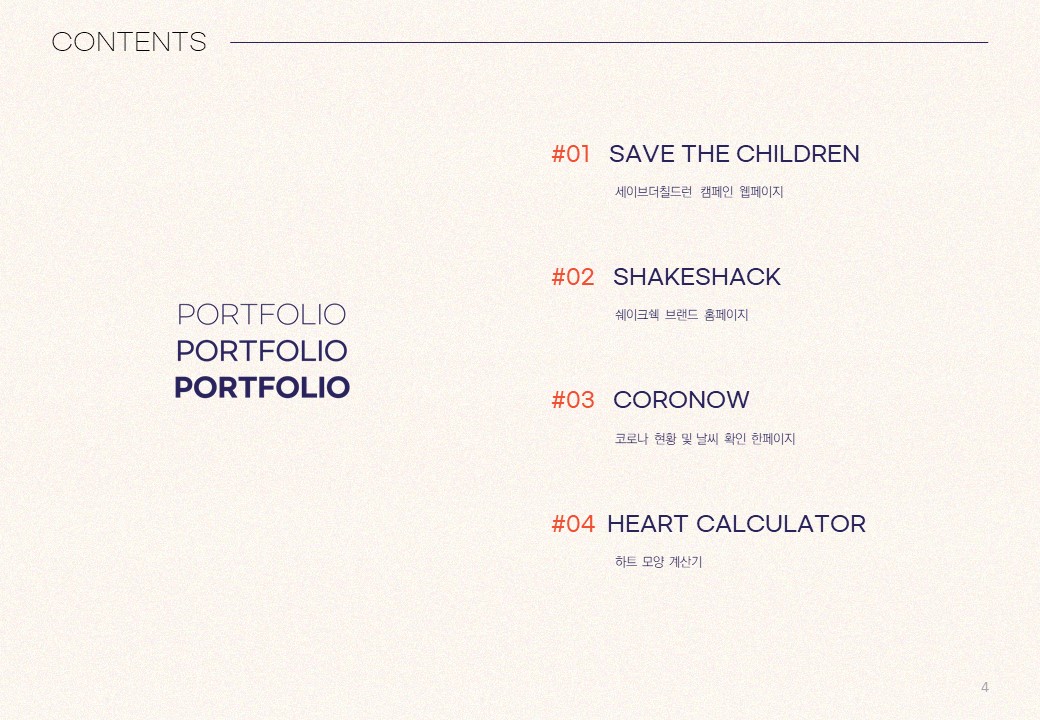 CONTENTS
PORTFOLIO
PORTFOLIO
PORTFOLIO
#01 SAVE THE CHILDREN
세이브더칠드런 캠페인 웹페이지
#02 SHAKESHACK
쉐이크쉑 브랜드 홈페이지
#03 CORONOW
코로나 현황 및 날씨 확인 한페이지
#04 HEART CALCULATOR
하트 모양 계산기
4